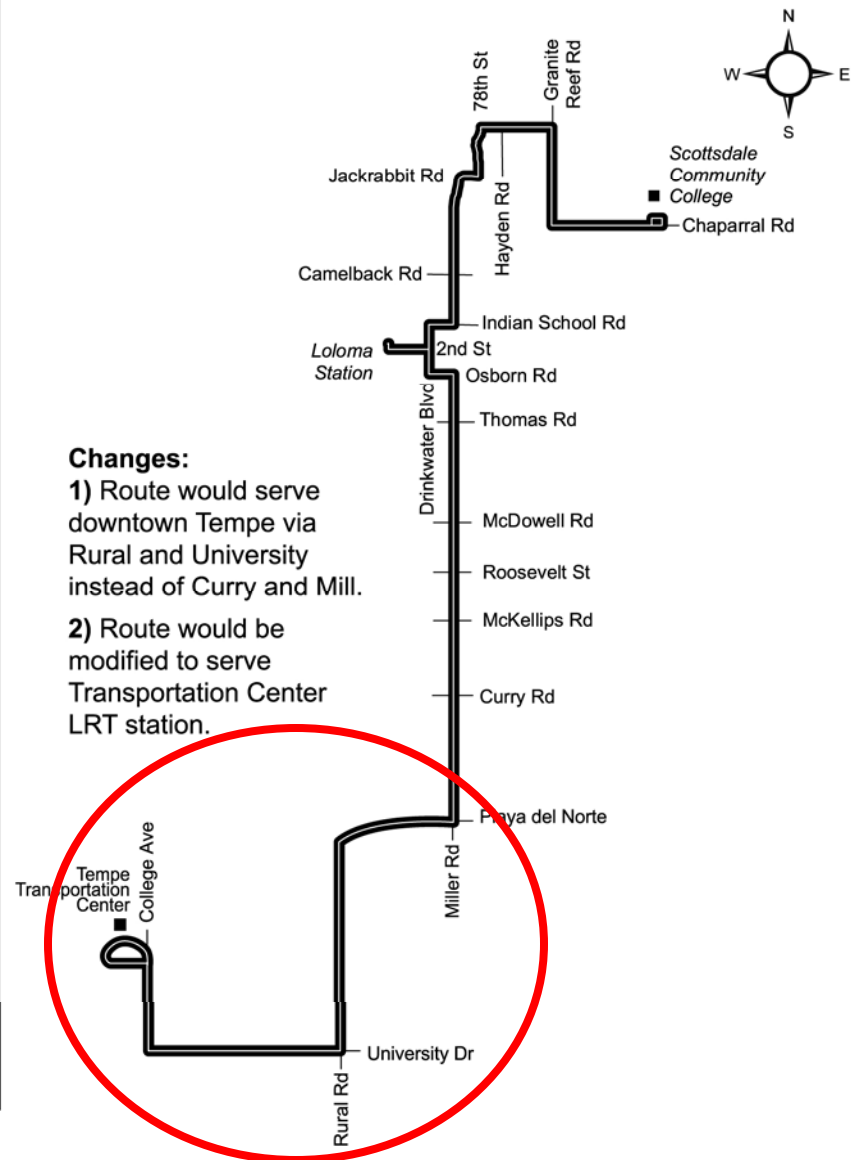 N
W
E
S
78th St
Granite
Reef Rd
Scottsdale
Community
College
Jackrabbit Rd
Hayden Rd
Chaparral Rd
Camelback Rd
Indian School Rd
Loloma
Station
2nd St
Osborn Rd
Drinkwater Blvd
Thomas Rd
Changes:
1) Route would serve
downtown Tempe via
Rural and University
instead of Curry and Mill.
2) Route would be
modified to serve
Transportation Center
LRT station.
McDowell Rd
Roosevelt St
McKellips Rd
Curry Rd
Playa del Norte
Miller Rd
College Ave
Tempe
Transportation
Center
University Dr
Rural Rd